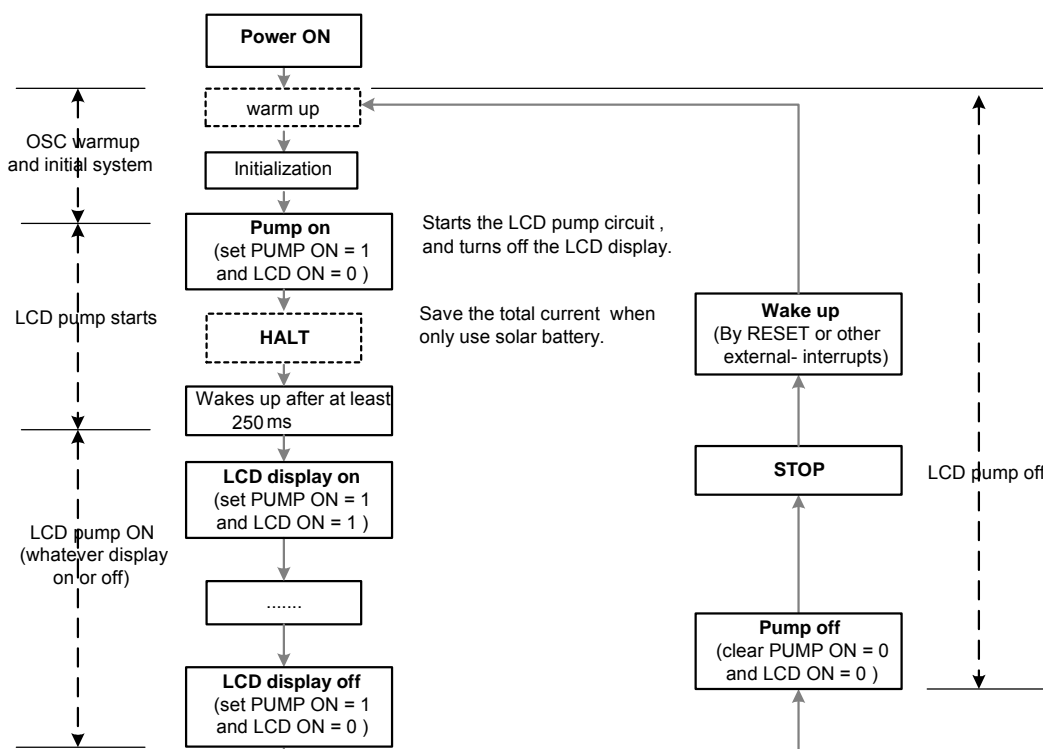 Power ON
warm up
OSC warmup
and initial system
Initialization
Pump on
(set PUMP ON = 1
and LCD ON = 0 )
Starts the LCD pump circuit ,
and turns off the LCD display.
LCD pump starts
HALT
Save the total current when
only use solar battery.
Wakes up after at least
250 ms
LCD display on
(set PUMP ON = 1
and LCD ON = 1 )
LCD pump ON
(whatever display
on or off)
.......
LCD display off
(set PUMP ON = 1
and LCD ON = 0 )
Wake up
(By RESET or other
external- interrupts)
STOP
LCD pump off
Pump off
(clear PUMP ON = 0
and LCD ON = 0 )